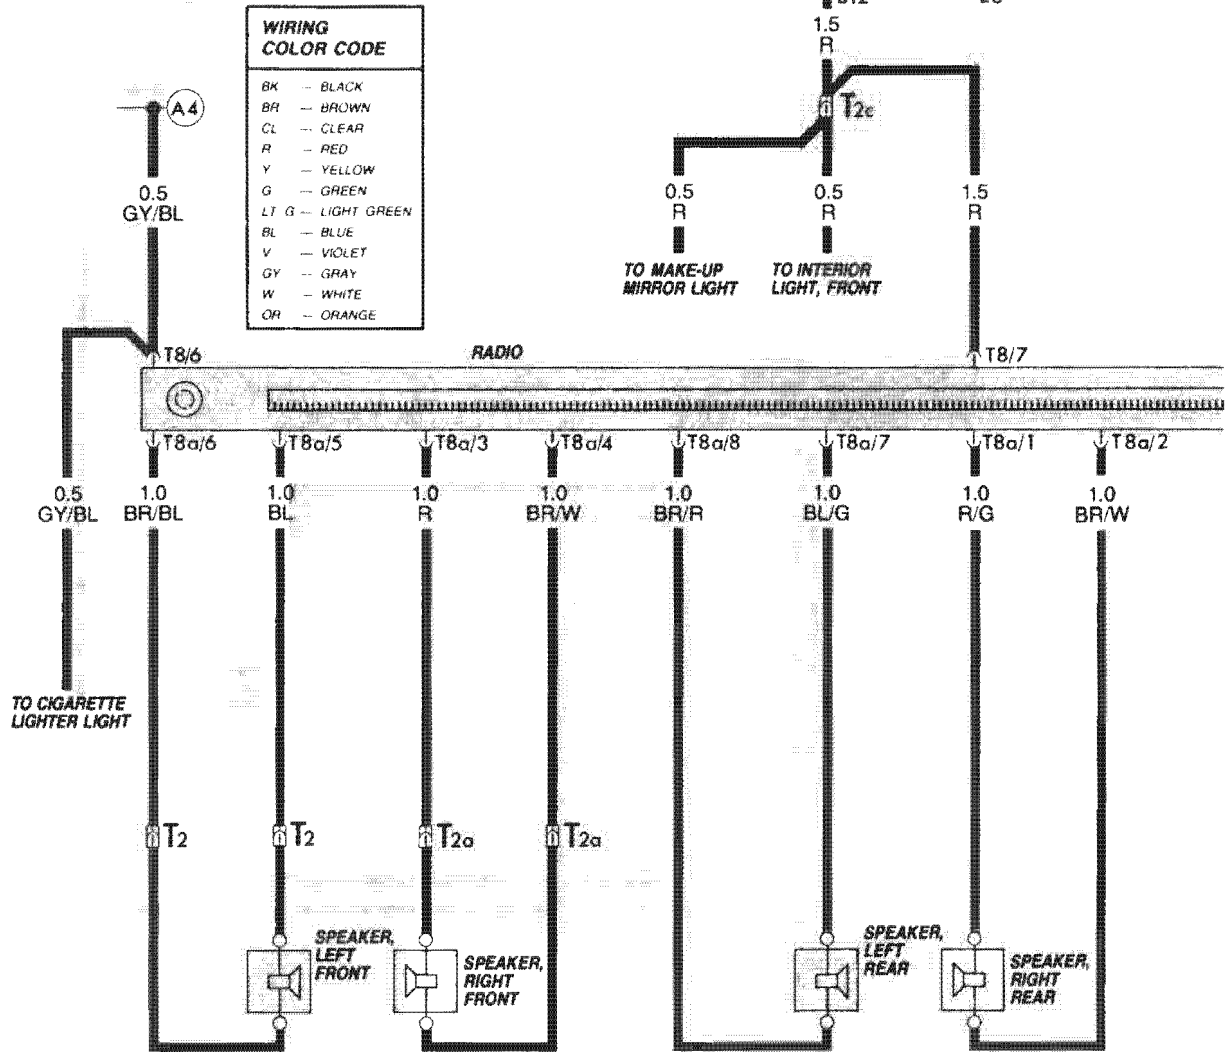 1.5
R
WIRING
COLOR CODE
BK – BLACK
BR – BROWN
CL – CLEAR
R – RED
Y – YELLOW
G – GREEN
LT G – LIGHT GREEN
BL – BLUE
V – VIOLET
GY – GRAY
W – WHITE
OR – ORANGE
A4
T2c
0.5
GY/BL
0.5
R
0.5
R
1.5
R
TO MAKE-UP
MIRROR LIGHT
TO INTERIOR
LIGHT, FRONT
T8/6
RADIO
T8/7
T8a/6
T8a/5
T8a/3
T8a/4
T8a/8
T8a/7
T8a/1
T8a/2
0.5
GY/BL
1.0
BR/BL
1.0
BL
1.0
R
1.0
BR/W
1.0
BR/R
1.0
BL/G
1.0
R/G
1.0
BR/W
TO CIGARETTE
LIGHTER LIGHT
T2
T2
T2a
T2a
SPEAKER,
LEFT
FRONT
SPEAKER,
RIGHT
FRONT
SPEAKER,
LEFT
REAR
SPEAKER,
RIGHT
REAR